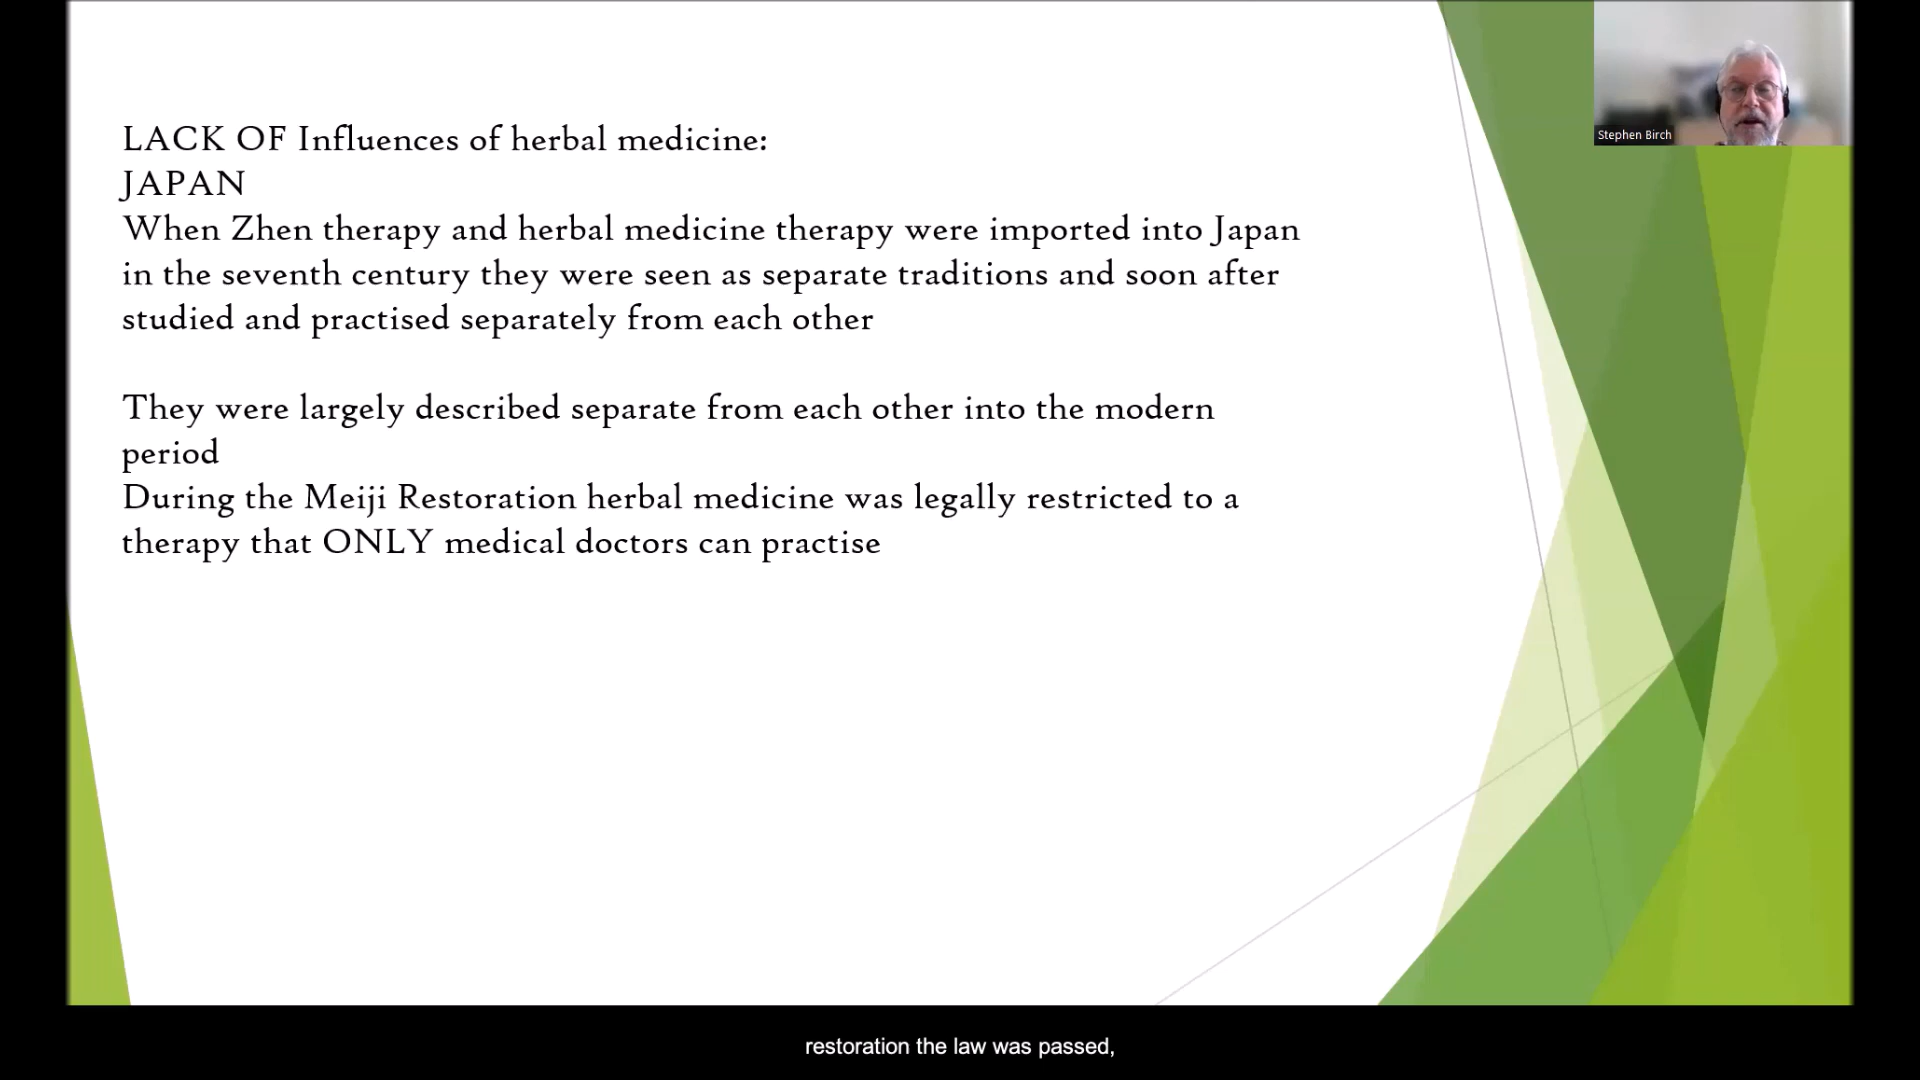 LACK OF Influences of herbal medicine:
JAPAN
When Zhen therapy and herbal medicine therapy were imported into Japan
in the seventh century they were seen as separate traditions and soon after
studied and practised separately from each other
They were largely described separate from each other into the modern
period
During the Meiji Restoration herbal medicine was legally restricted to a
therapy that ONLY medical doctors can practise
Stephen Birch
restoration the law was passed,